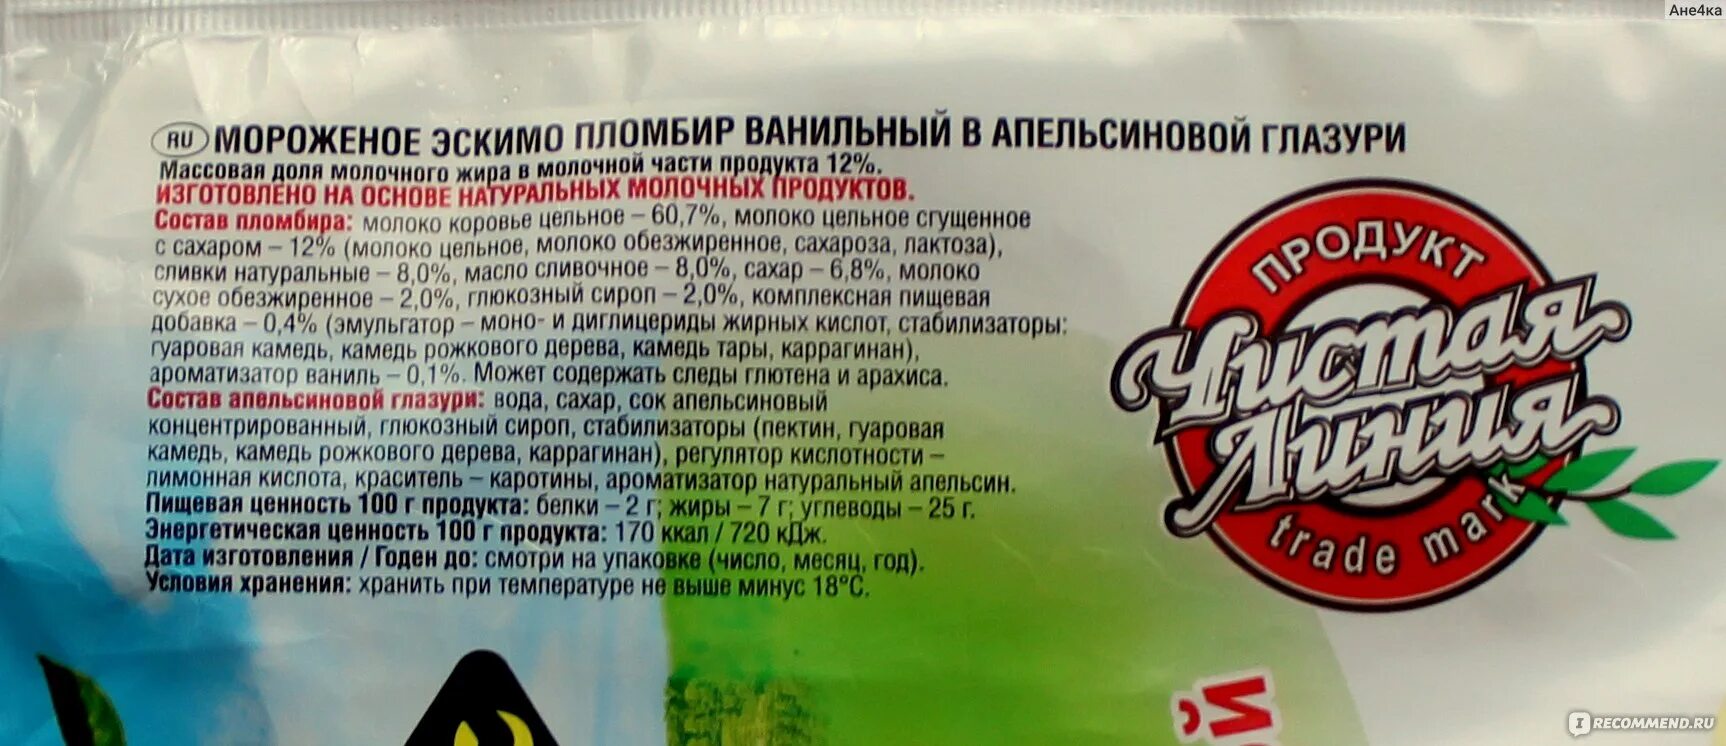 Ане4ка
RU МОРОЖЕНОЕ ЭСКИМО ПЛОМБИР ВАНИЛЬНЫЙ В АПЕЛЬСИНОВОЙ ГЛАЗУРИ
Массовая доля молочного жира в молочной части продукта 12%.
ИЗГОТОВЛЕНО НА ОСНОВЕ НАТУРАЛЬНЫХ МОЛОЧНЫХ ПРОДУКТОВ.
Состав пломбира: молоко коровье цельное – 60,7%, молоко цельное сгущенное
с сахаром – 12% (молоко цельное, молоко обезжиренное, сахароза, лактоза),
сливки натуральные – 8,0%, масло сливочное – 8,0%, сахар – 6,8%, молоко
сухое обезжиренное – 2,0%, глюкозный сироп – 2,0%, комплексная пищевая
добавка – 0,4% (эмульгатор – моно- и диглицериды жирных кислот, стабилизаторы:
гуаровая камедь, камедь рожкового дерева, камедь тары, каррагинан),
ароматизатор ваниль – 0,1%. Может содержать следы глютена и арахиса.
Состав апельсиновой глазури: вода, сахар, сок апельсиновый
концентрированный, глюкозный сироп, стабилизаторы (пектин, гуаровая
камедь, камедь рожкового дерева, каррагинан), регулятор кислотности –
лимонная кислота, краситель – каротины, ароматизатор натуральный апельсин.
Пищевая ценность 100 г продукта: белки – 2 г; жиры – 7 г; углеводы – 25 г.
Энергетическая ценность 100 г продукта: 170 ккал / 720 кДж.
Дата изготовления / Годен до: смотри на упаковке (число, месяц, год).
Условия хранения: хранить при температуре не выше минус 18°С.
ПРОДУКТ
Чистая
Линия
trade mark
ой
IRECOMMEND.RU